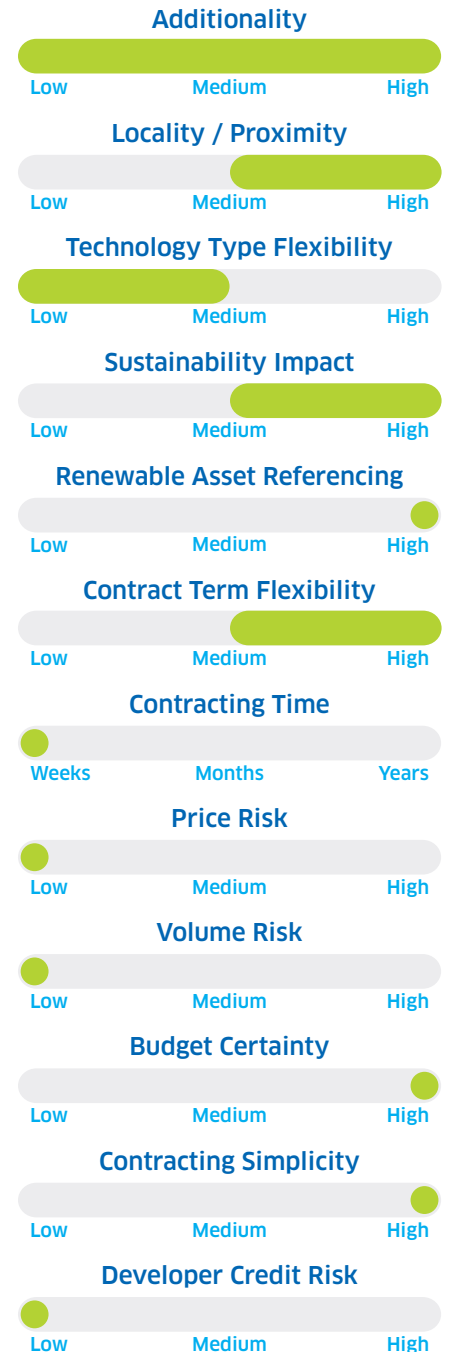 Additionality
Low Medium High
Locality / Proximity
Low Medium High
Technology Type Flexibility
Low Medium High
Sustainability Impact
Low Medium High
Renewable Asset Referencing
Low Medium High
Contract Term Flexibility
Low Medium High
Contracting Time
Weeks Months Years
Price Risk
Low Medium High
Volume Risk
Low Medium High
Budget Certainty
Low Medium High
Contracting Simplicity
Low Medium High
Developer Credit Risk
Low Medium High